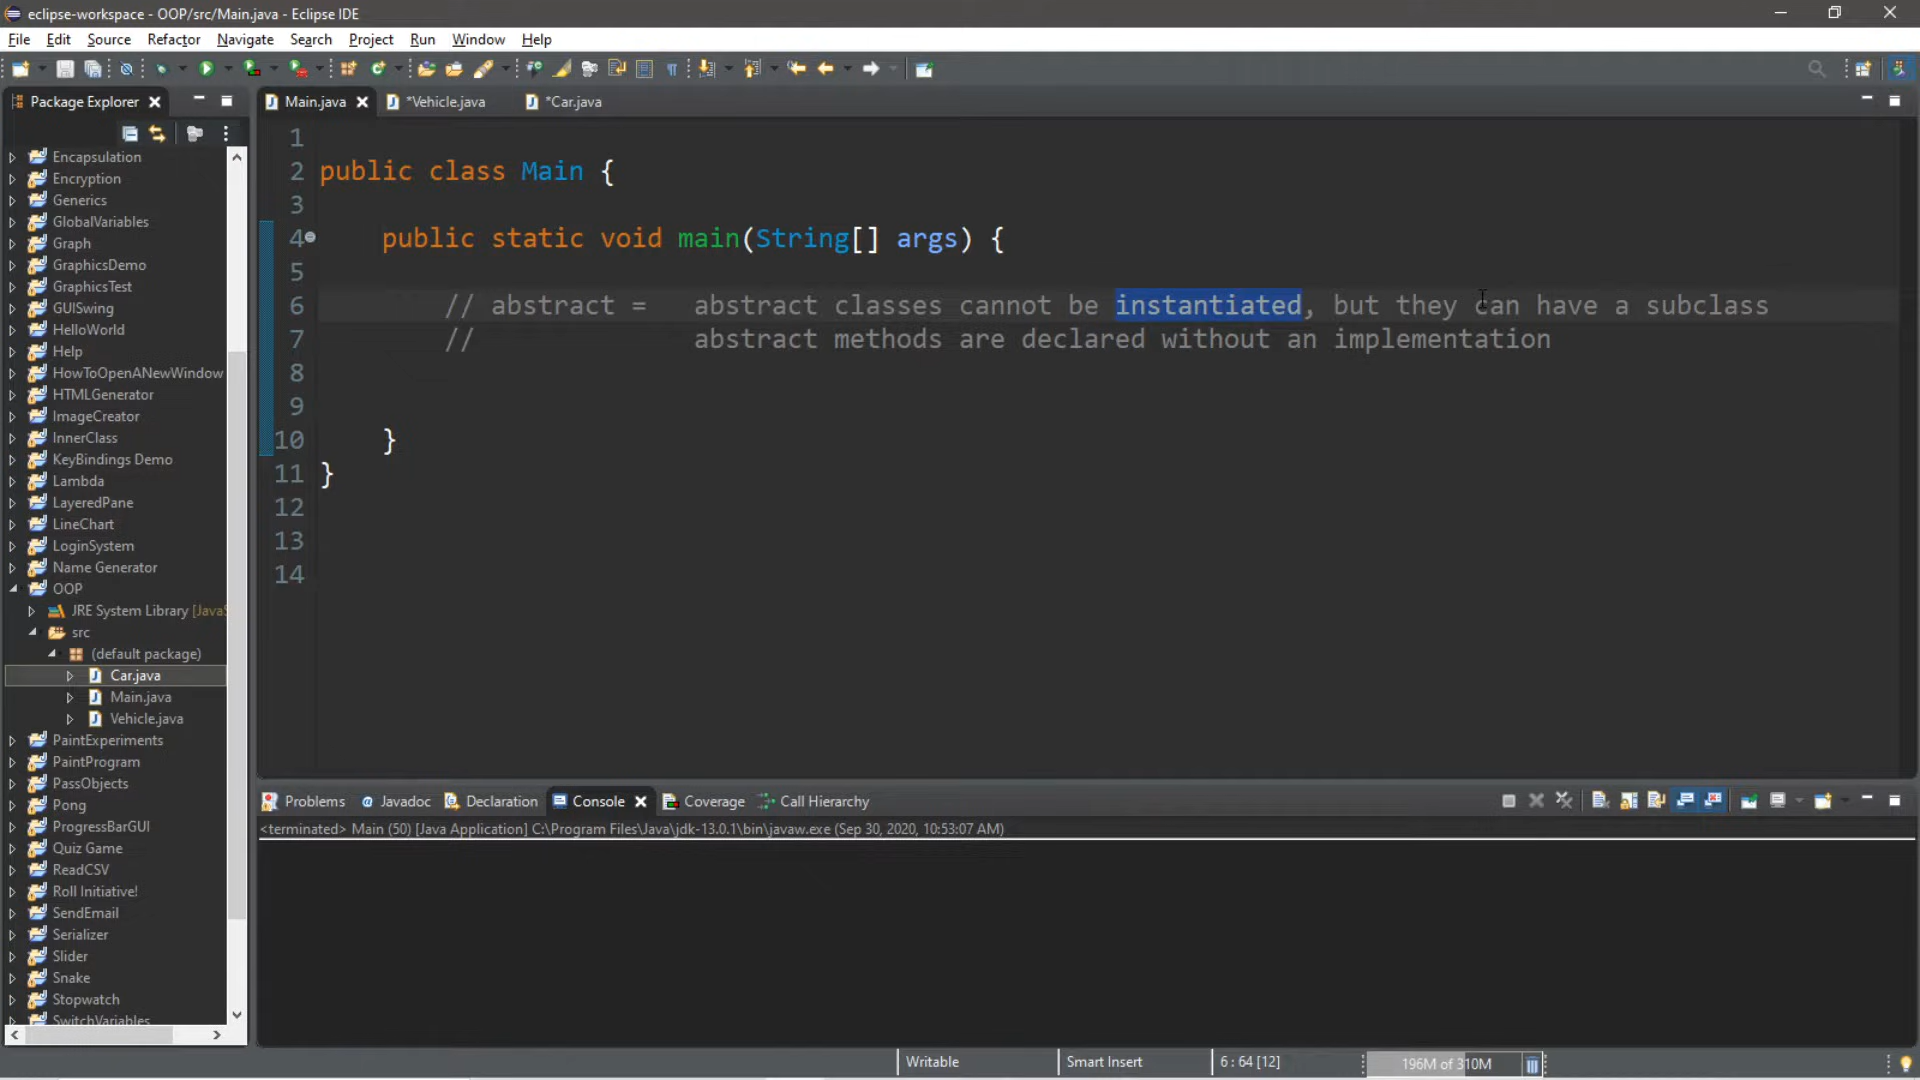 eclipse-workspace - OOP/src/Main.java - Eclipse IDE
File Edit Source Refactor Navigate Search Project Run Window Help
Package Explorer
Main.java
*Vehicle.java
*Car.java
Encapsulation
Encryption
Generics
GlobalVariables
Graph
GraphicsDemo
GraphicsTest
GUISwing
HelloWorld
Help
HowToOpenANewWindow
HTMLGenerator
ImageCreator
InnerClass
KeyBindings Demo
Lambda
LayeredPane
LineChart
LoginSystem
Name Generator
OOP
JRE System Library [JavaS
src
(default package)
Car.java
Main.java
Vehicle.java
PaintExperiments
PaintProgram
PassObjects
Pong
ProgressBarGUI
Quiz Game
ReadCSV
Roll Initiative!
SendEmail
Serializer
Slider
Snake
Stopwatch
SwitchVariables
1
2 public class Main {
3
4 public static void main(String[] args) {
5
6 // abstract = abstract classes cannot be instantiated, but they can have a subclass
7 // abstract methods are declared without an implementation
8
9
10 }
11 }
12
13
14
Problems @ Javadoc Declaration Console Coverage Call Hierarchy
<terminated> Main (50) [Java Application] C:\Program Files\Java\jdk-13.0.1\bin\javaw.exe (Sep 30, 2020, 10:53:07 AM)
Writable Smart Insert 6 : 64 [12] 196M of 310M